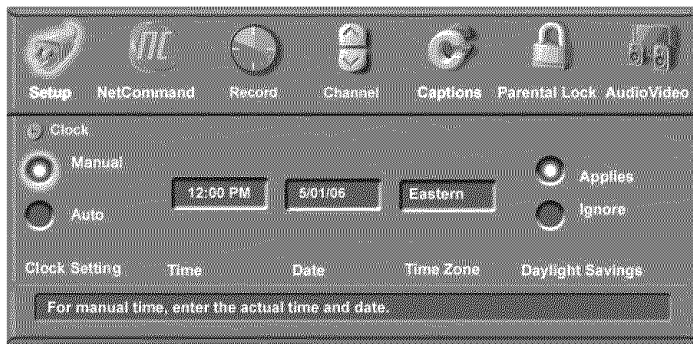 NC
Setup NetCommand Record Channel Captions Parental Lock AudioVideo
Clock
Manual
Applies
12:00 PM 5/01/06 Eastern
Auto
Ignore
Clock Setting Time Date Time Zone Daylight Savings
For manual time, enter the actual time and date.